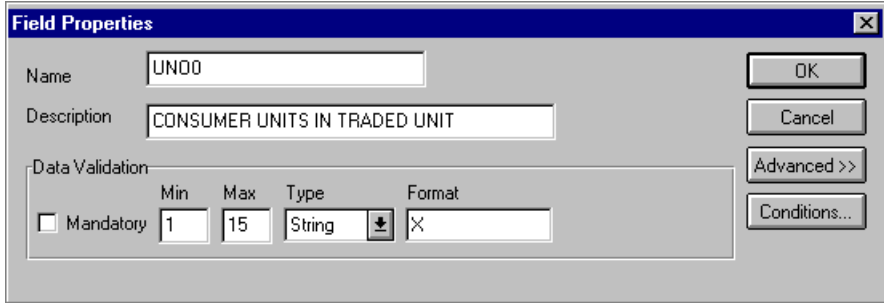 Field Properties
Name UNO0 OK
Description CONSUMER UNITS IN TRADED UNIT Cancel
Data Validation Advanced >>
Min Max Type Format
Mandatory 1 15 String X Conditions...